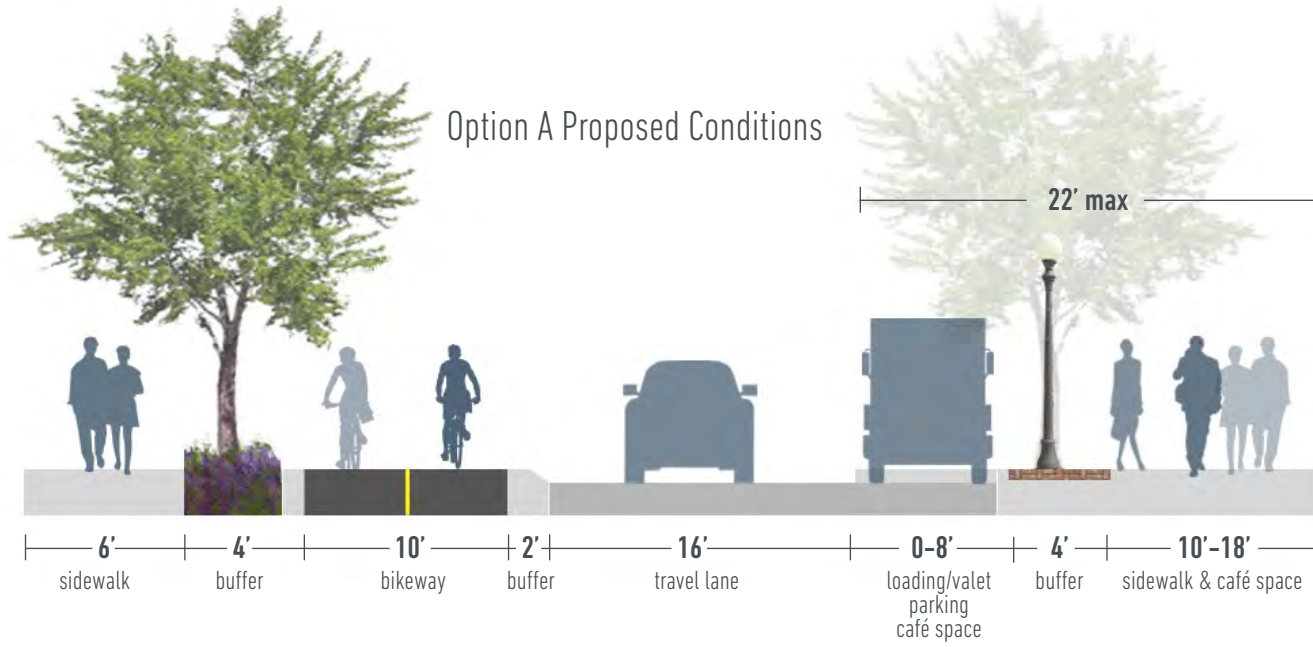 Option A Proposed Conditions
22' max
6'
sidewalk
4'
buffer
10'
bikeway
2'
buffer
16'
travel lane
0-8'
loading/valet
parking
café space
4'
buffer
10'-18'
sidewalk & café space